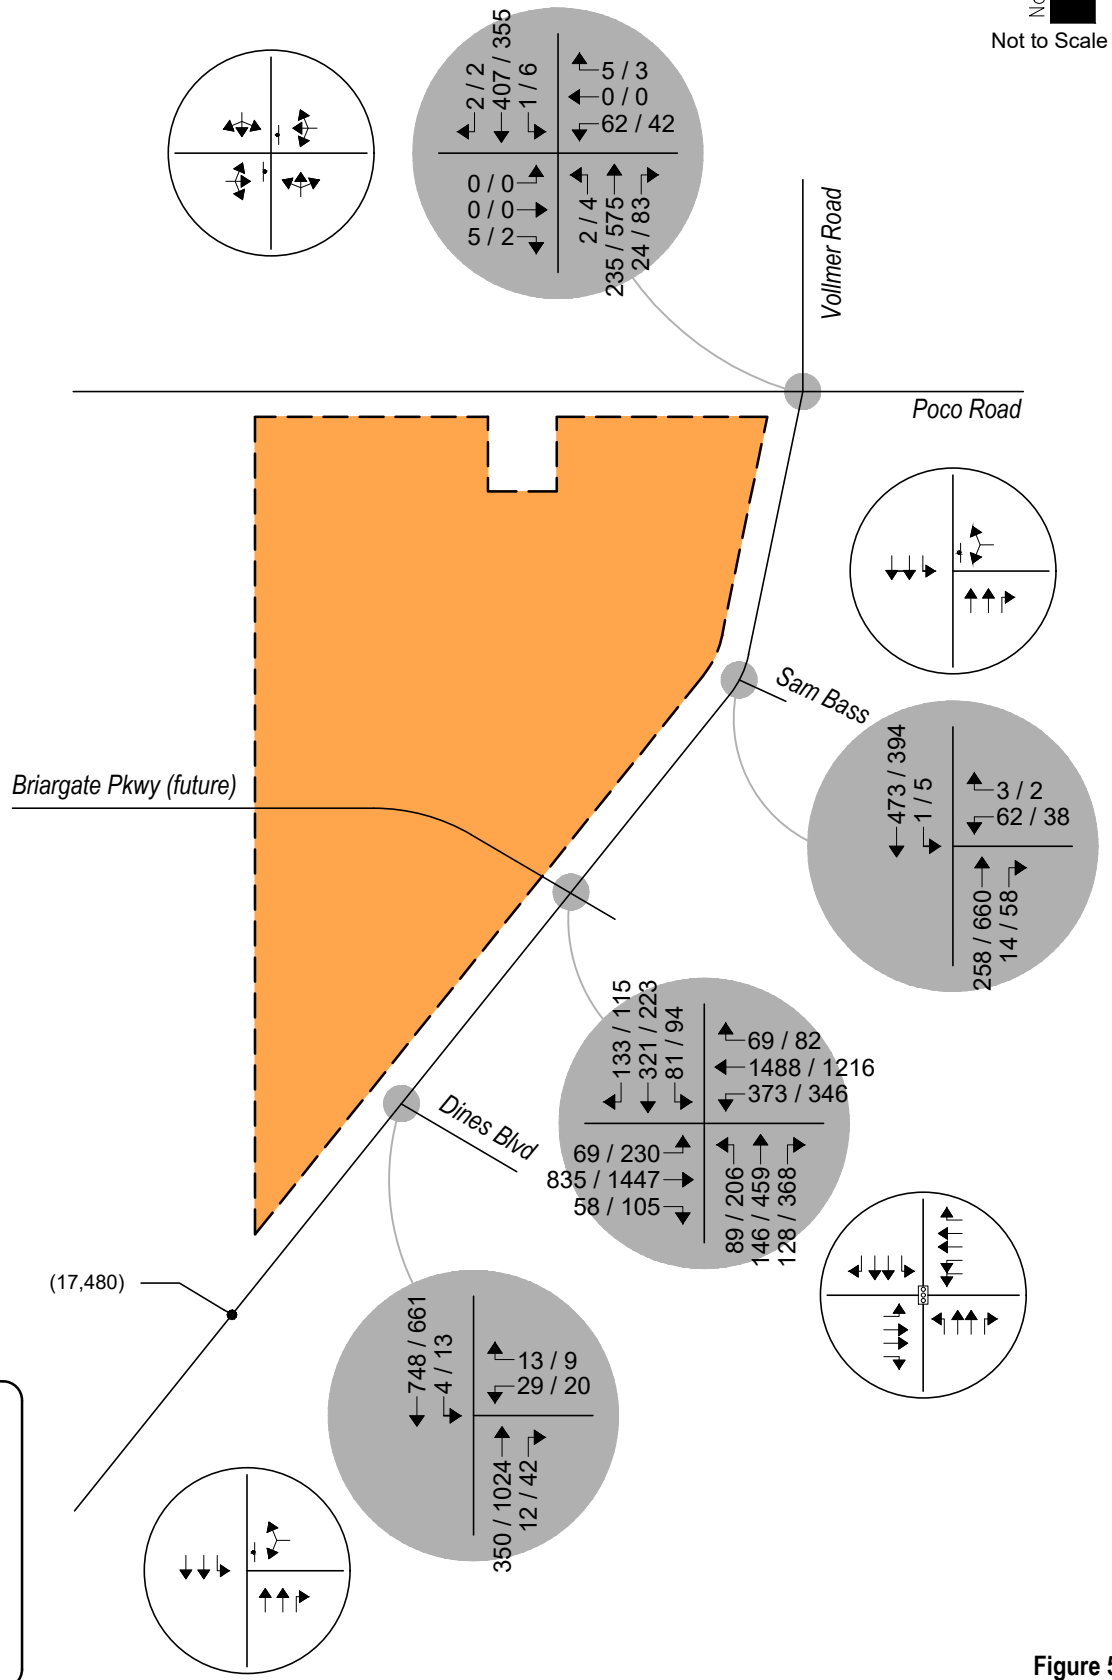 No
Not to Scale
2 / 2
407 / 355
1 / 6
5 / 3
0 / 0
62 / 42
0 / 0
0 / 0
5 / 2
2 / 4
235 / 575
24 / 83
Vollmer Road
Poco Road
Sam Bass
473 / 394
1 / 5
3 / 2
62 / 38
258 / 660
14 / 58
Briargate Pkwy (future)
133 / 115
321 / 223
81 / 94
69 / 82
1488 / 1216
373 / 346
69 / 230
835 / 1447
58 / 105
89 / 206
146 / 459
128 / 368
Dines Blvd
(17,480)
748 / 661
4 / 13
13 / 9
29 / 20
350 / 1024
12 / 42
Figure 5